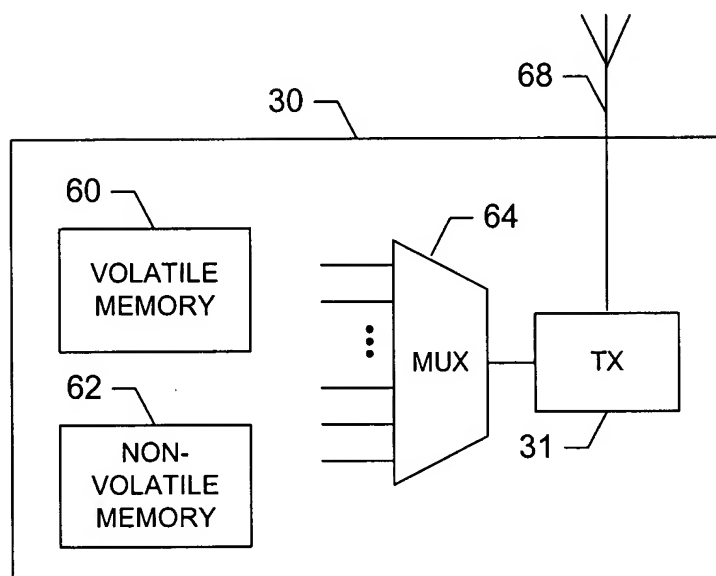 68
30
60
64
VOLATILE
MEMORY
MUX
TX
62
31
NON-
VOLATILE
MEMORY